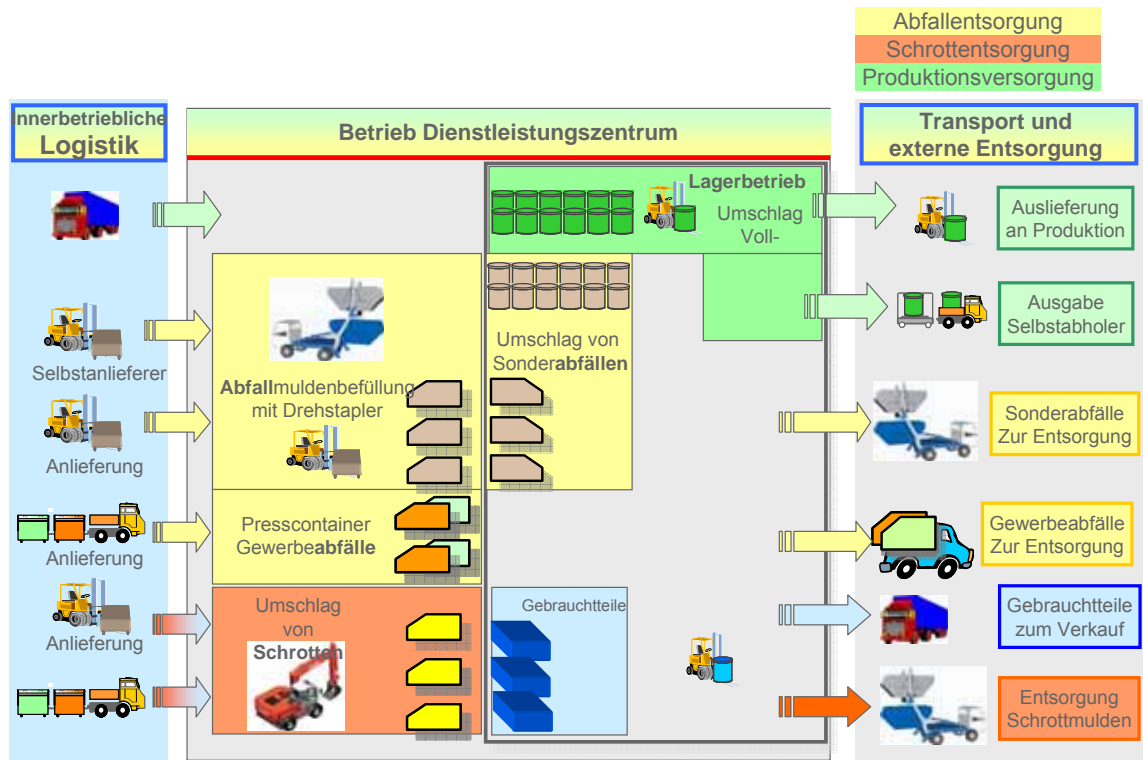 Abfallentsorgung
Schrottentsorgung
Produktionsversorgung
Innerbetriebliche
Logistik
Betrieb Dienstleistungszentrum
Transport und
externe Entsorgung
Lagerbetrieb
Umschlag
Voll-
Auslieferung
an Produktion
Ausgabe
Selbstabholer
Selbstanlieferer
Umschlag von
Sonderabfällen
Abfallmuldenbefüllung
mit Drehstapler
Anlieferung
Sonderabfälle
Zur Entsorgung
Presscontainer
Gewerbeabfälle
Anlieferung
Gewerbeabfälle
Zur Entsorgung
Anlieferung
Umschlag
von
Schrotten
Gebrauchtteile
Gebrauchtteile
zum Verkauf
Entsorgung
Schrottmulden